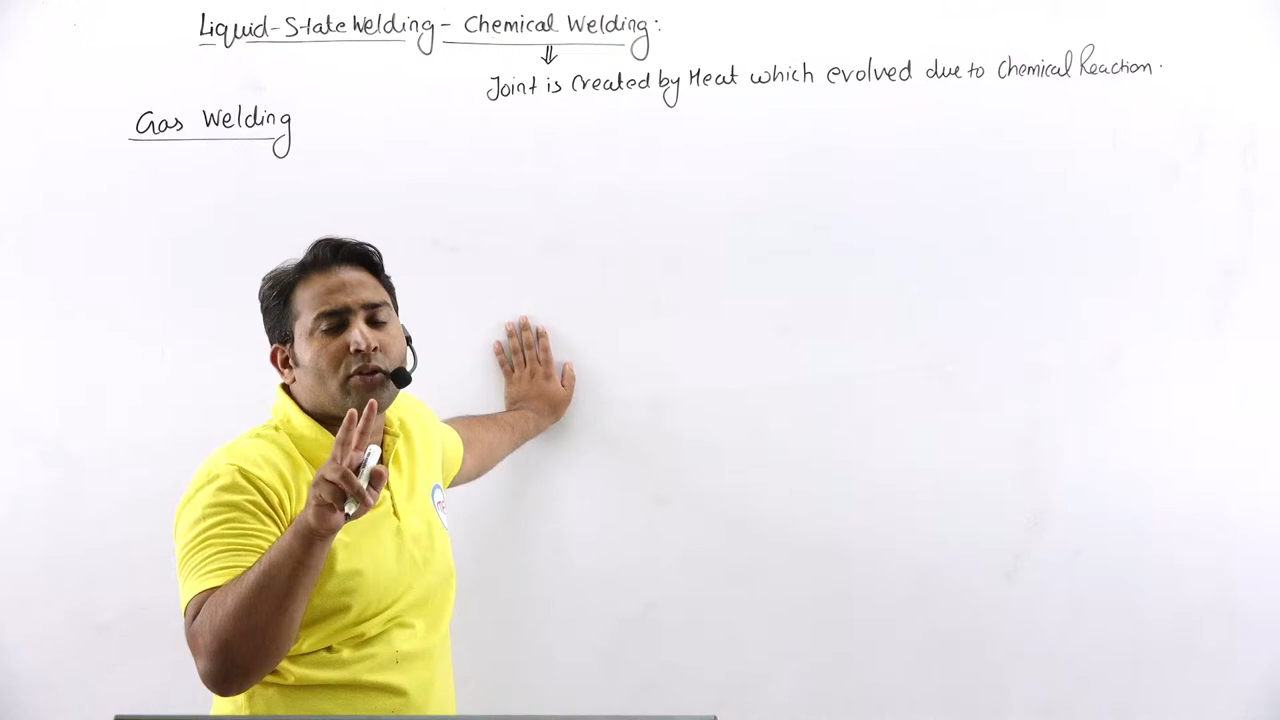 Liquid-State Welding - Chemical Welding:
⇓
Joint is created by Heat which evolved due to Chemical Reaction.
Gas Welding